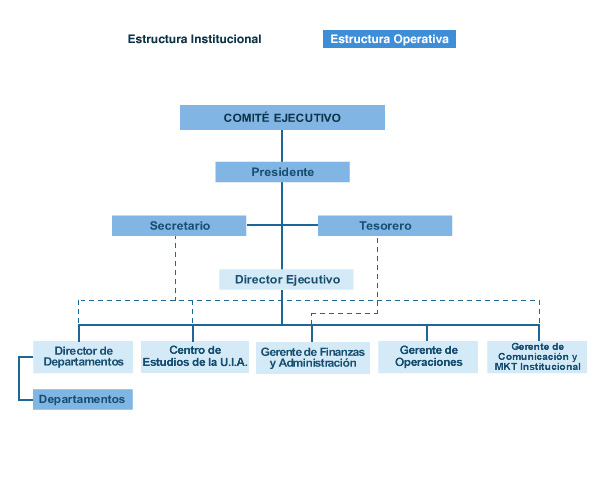 Estructura Institucional
Estructura Operativa
COMITÉ EJECUTIVO
Presidente
Secretario
Tesorero
Director Ejecutivo
Director de
Departamentos
Centro de
Estudios de la U.I.A.
Gerente de Finanzas
y Administración
Gerente de
Operaciones
Gerente de
Comunicación y
MKT Institucional
Departamentos